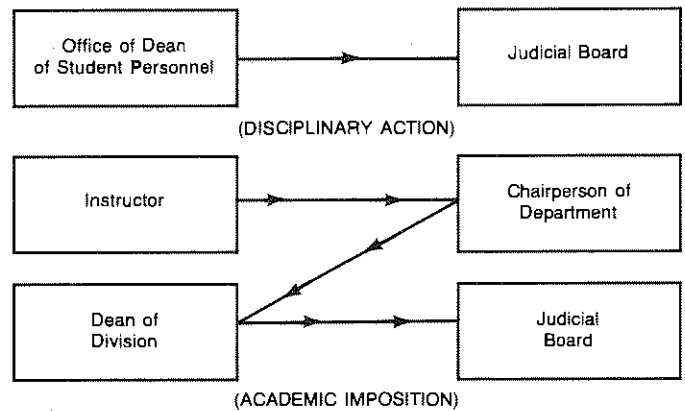 Office of Dean
of Student Personnel
Judicial Board
(DISCIPLINARY ACTION)
Instructor
Chairperson of
Department
Dean of
Division
Judicial
Board
(ACADEMIC IMPOSITION)